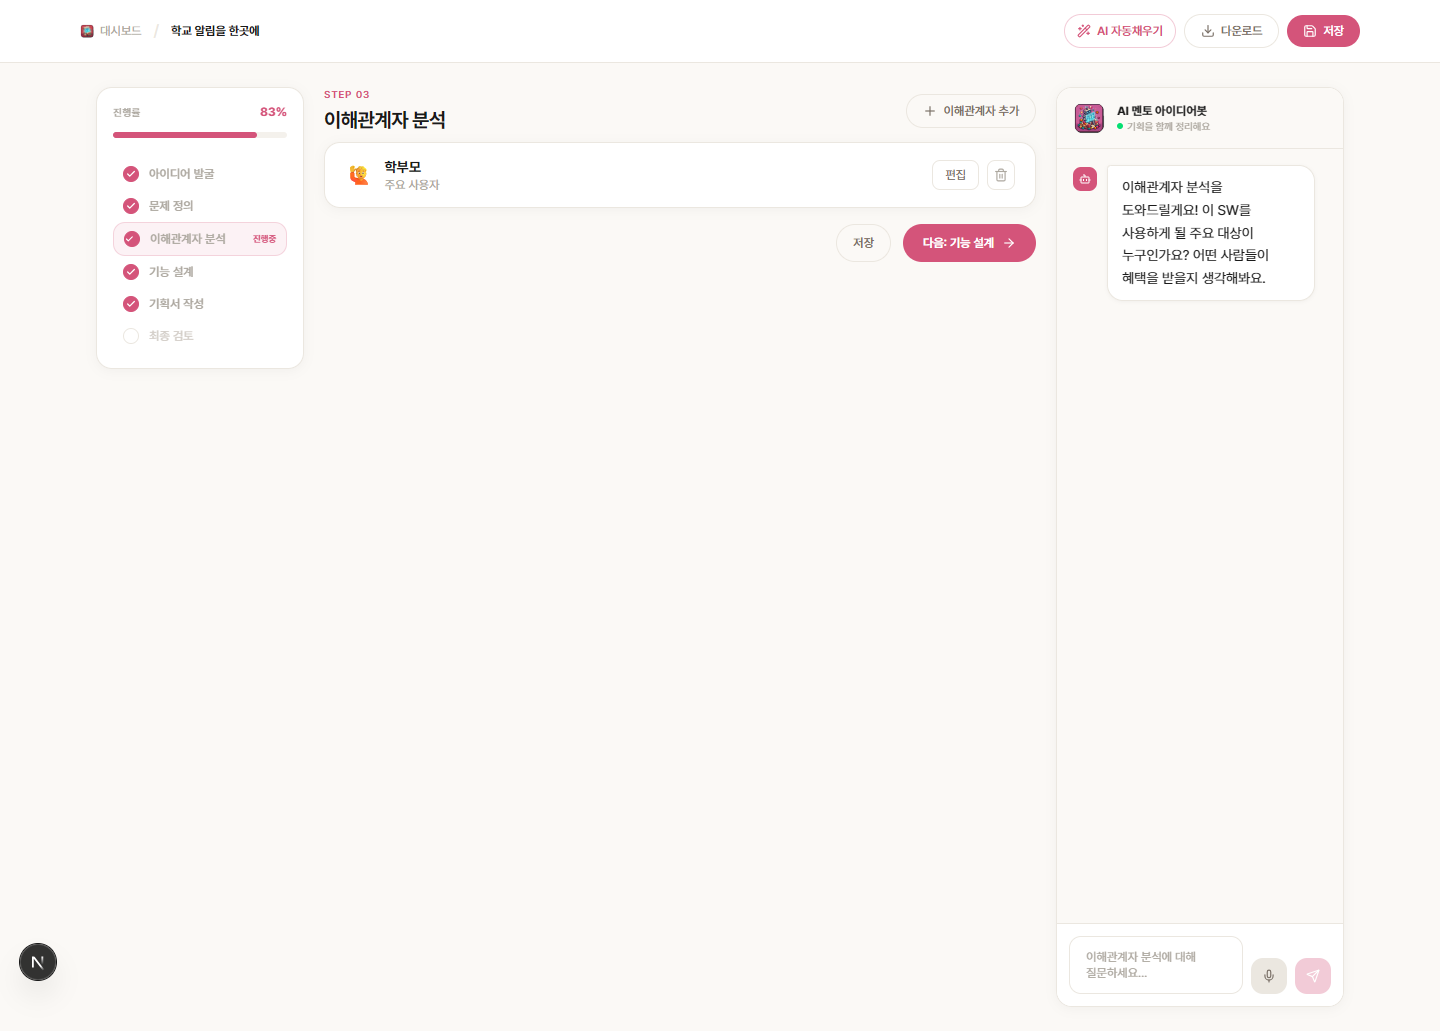 대시보드 / 학교 알림을 한곳에
AI 자동채우기
다운로드
저장
진행률 83%
아이디어 발굴
문제 정의
이해관계자 분석 진행중
기능 설계
기획서 작성
최종 검토
STEP 03
이해관계자 분석
이해관계자 추가
학부모
주요 사용자
편집
저장
다음: 기능 설계
AI 멘토 아이디어봇
기획을 함께 정리해요
이해관계자 분석을
도와드릴게요! 이 SW를
사용하게 될 주요 대상이
누구인가요? 어떤 사람들이
혜택을 받을지 생각해봐요.
이해관계자 분석에 대해
질문하세요...
N